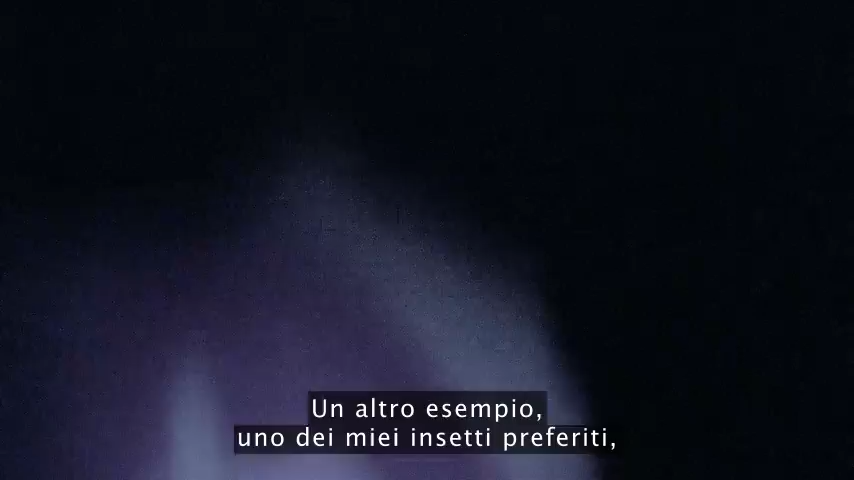 Un altro esempio,
uno dei miei insetti preferiti,